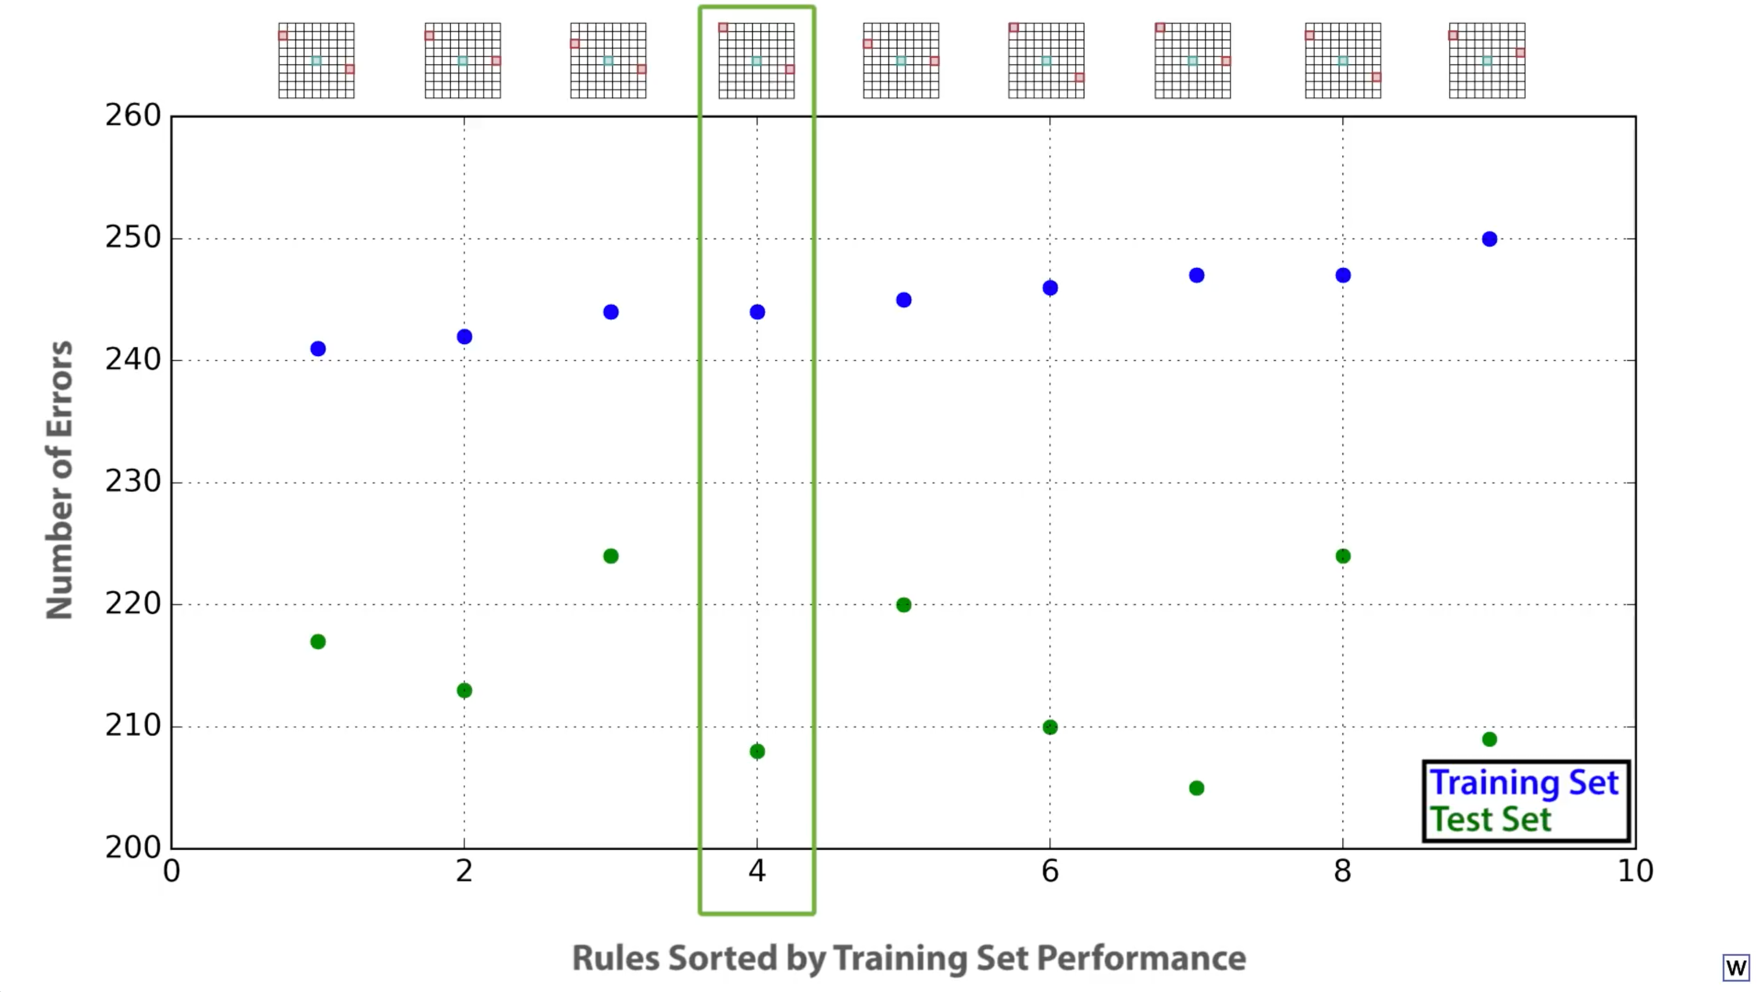 260
250
240
230
220
210
200
0 2 4 6 8 10
Number of Errors
Rules Sorted by Training Set Performance
Training Set
Test Set
W